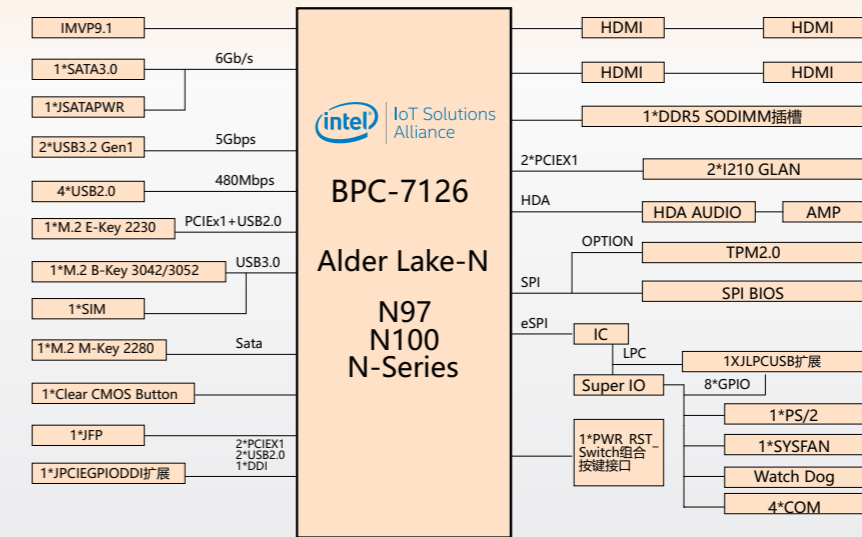 IMVP9.1
1*SATA3.0
6Gb/s
1*JSATAPWR
2*USB3.2 Gen1
5Gbps
4*USB2.0
480Mbps
1*M.2 E-Key 2230
PCIEx1+USB2.0
1*M.2 B-Key 3042/3052
USB3.0
1*SIM
1*M.2 M-Key 2280
Sata
1*Clear CMOS Button
1*JFP
1*JPCIEGPIODDI扩展
2*PCIEX1
2*USB2.0
1*DDI
intel
IoT Solutions
Alliance
BPC-7126
Alder Lake-N
N97
N100
N-Series
HDMI
HDMI
HDMI
HDMI
1*DDR5 SODIMM插槽
2*PCIEX1
2*I210 GLAN
HDA
HDA AUDIO
AMP
OPTION
TPM2.0
SPI
SPI BIOS
eSPI
IC
LPC
1XJLPCUSB扩展
Super IO
8*GPIO
1*PS/2
1*SYSFAN
Watch Dog
4*COM
1*PWR_RST_
Switch组合
按键接口